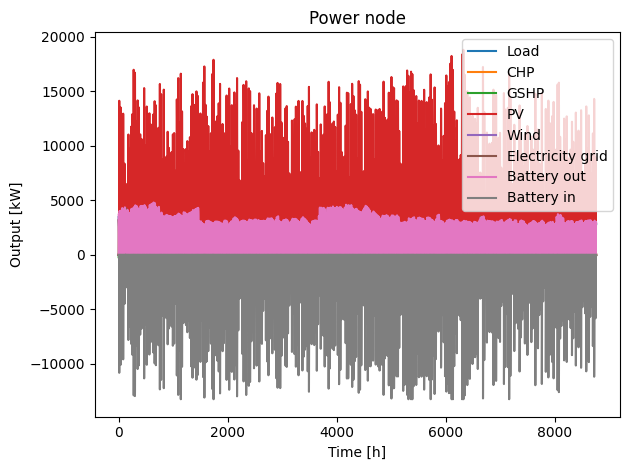 Power node
Output [kW]
20000
15000
10000
5000
0
−5000
−10000
Load
CHP
GSHP
PV
Wind
Electricity grid
Battery out
Battery in
0
2000
4000
6000
8000
Time [h]